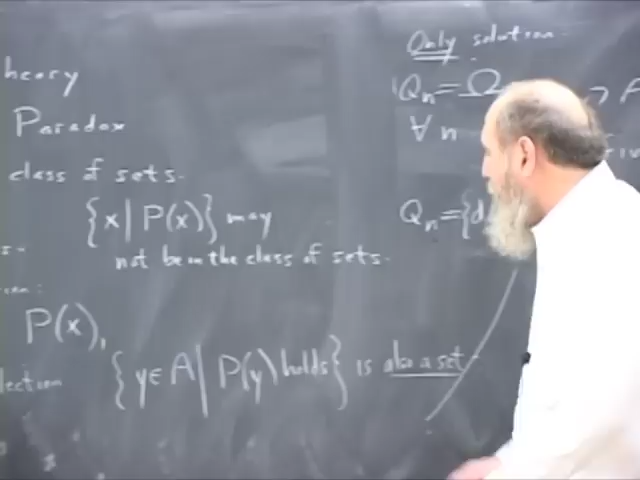 heory
Paradox
class of sets.
{x | P(x)} may
not be in the class of sets.
P(x),
lection
{y ∈ A | P(y) holds} is also a set.
Only solution
Qn = Ω
∀ n
Qn = {d